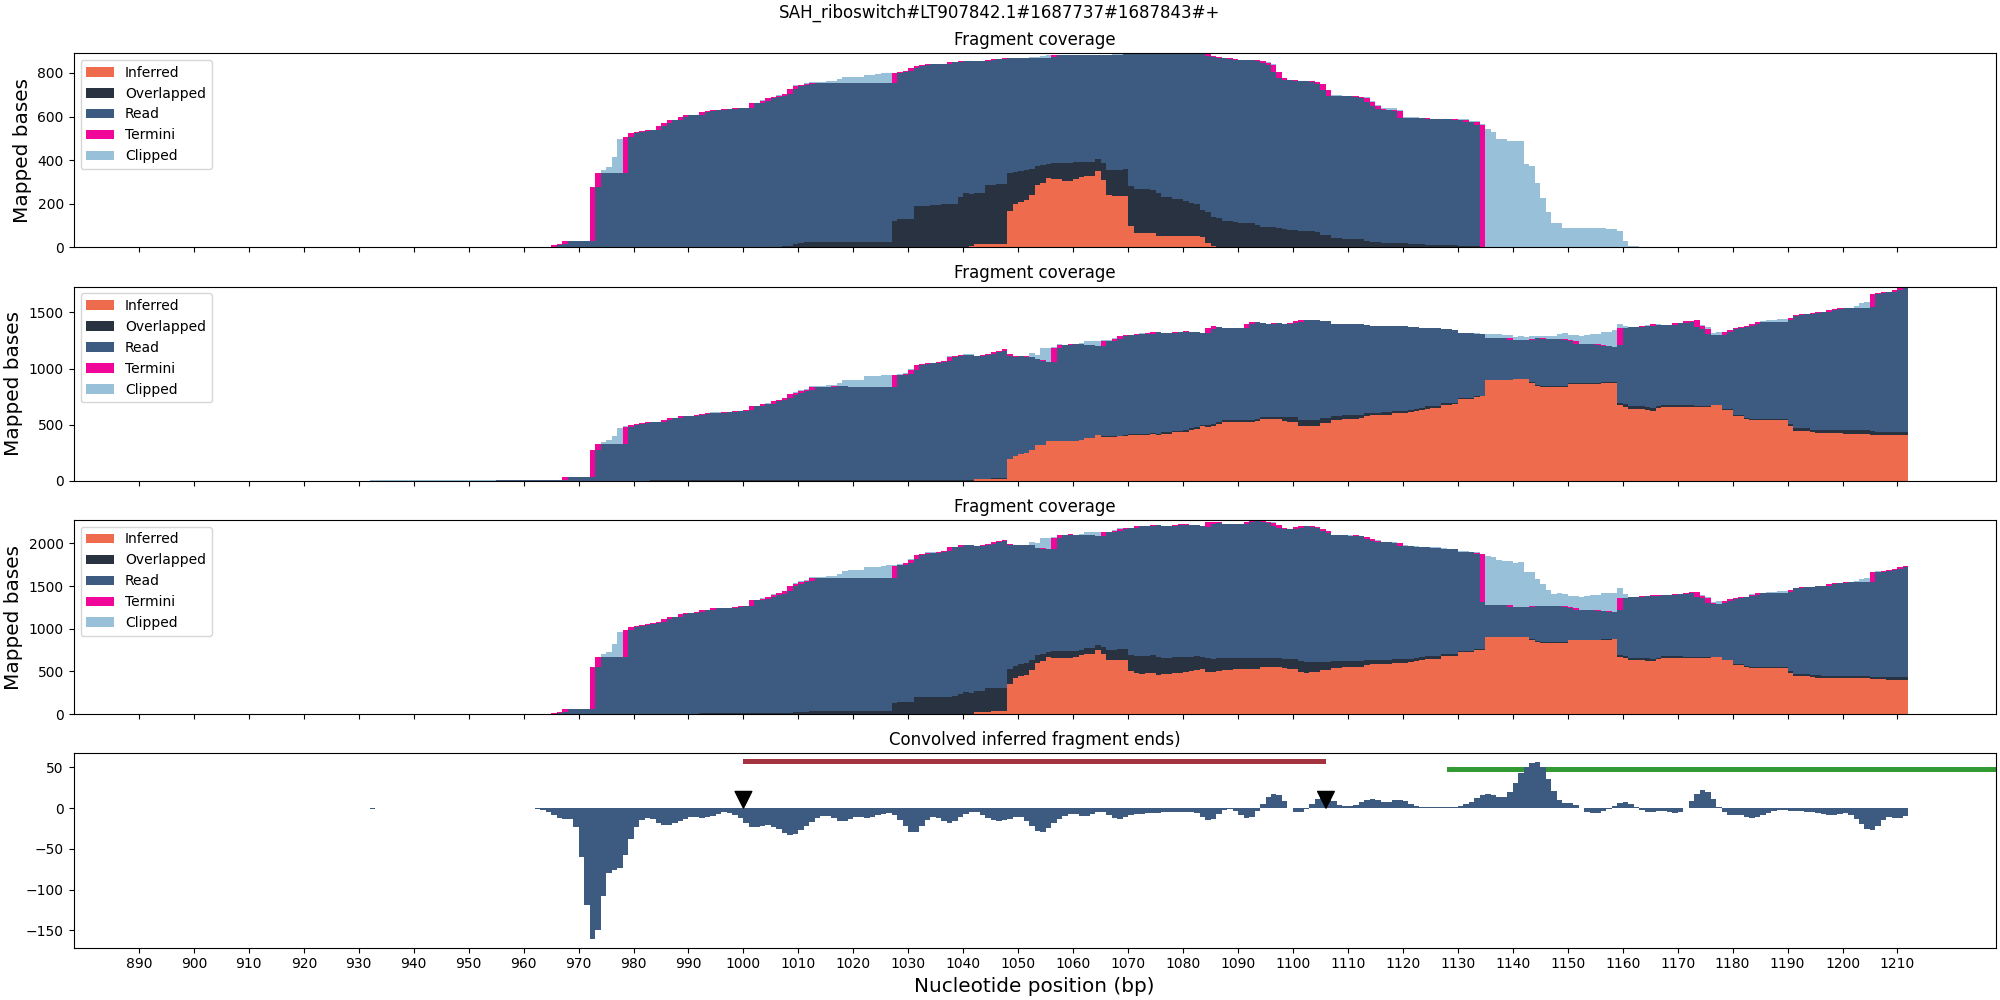 SAH_riboswitch#LT907842.1#1687737#1687843#+
Fragment coverage
Mapped bases
800
600
400
200
0
Inferred
Overlapped
Read
Termini
Clipped
Fragment coverage
Mapped bases
1500
1000
500
0
Inferred
Overlapped
Read
Termini
Clipped
Fragment coverage
Mapped bases
2000
1500
1000
500
0
Inferred
Overlapped
Read
Termini
Clipped
Convolved inferred fragment ends)
50
0
−50
−100
−150
890 900 910 920 930 940 950 960 970 980 990 1000 1010 1020 1030 1040 1050 1060 1070 1080 1090 1100 1110 1120 1130 1140 1150 1160 1170 1180 1190 1200 1210
Nucleotide position (bp)